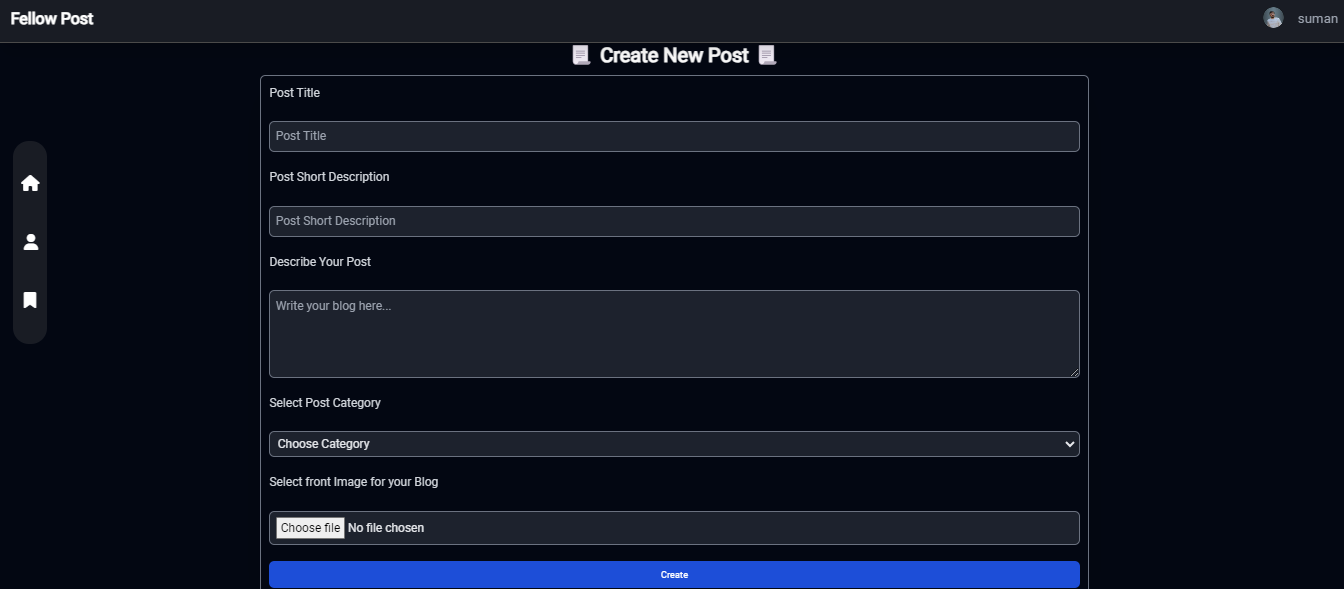 Fellow Post
suman
📜 Create New Post 📜
Post Title
Post Title
Post Short Description
Post Short Description
Describe Your Post
Write your blog here...
Select Post Category
Choose Category
Select front Image for your Blog
Choose file No file chosen
Create